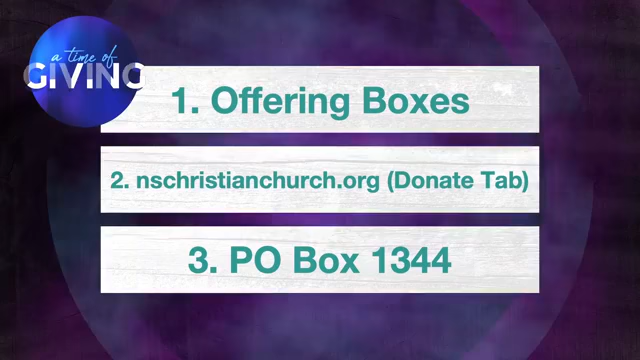 a time of
GIVING
1. Offering Boxes
2. nschristianchurch.org (Donate Tab)
3. PO Box 1344